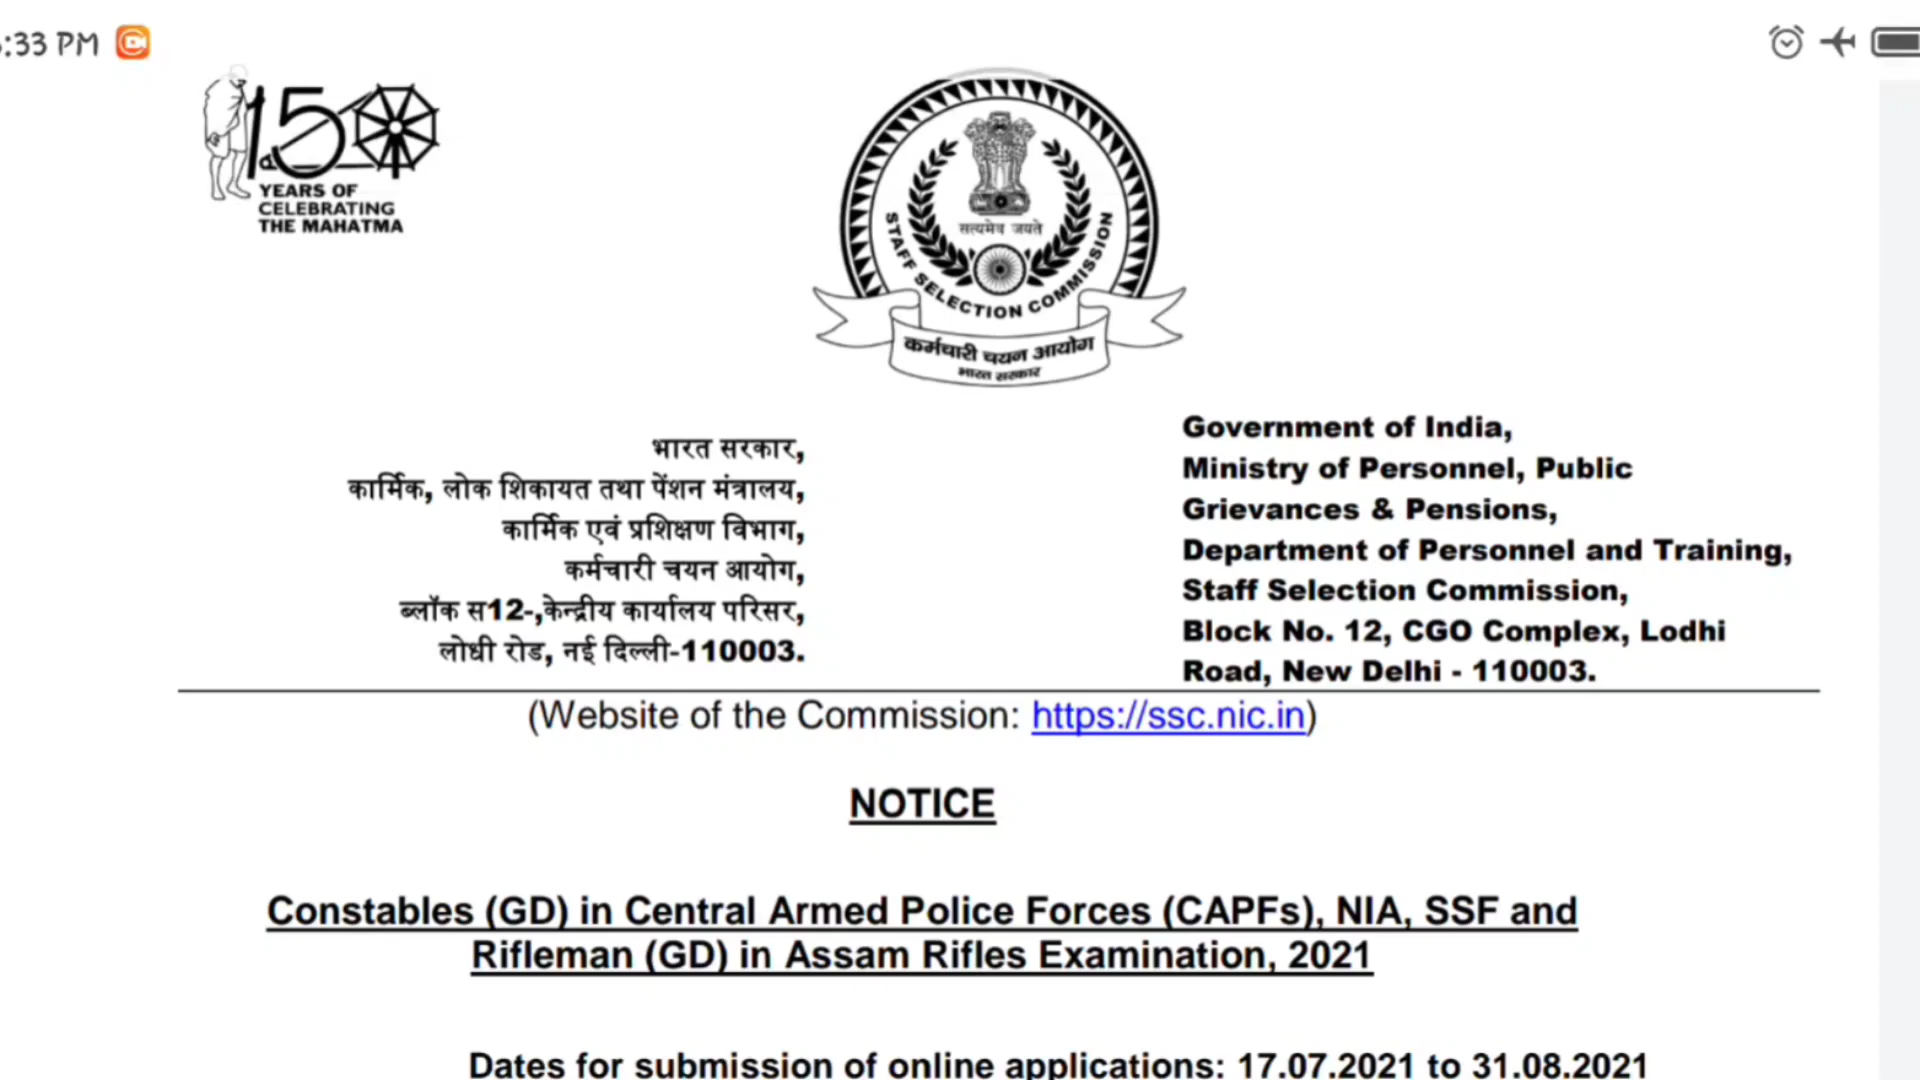 :33 PM
150
YEARS OF
CELEBRATING
THE MAHATMA
सत्यमेव जयते
STAFF SELECTION COMMISSION
कर्मचारी चयन आयोग
भारत सरकार
भारत सरकार,
कार्मिक, लोक शिकायत तथा पेंशन मंत्रालय,
कार्मिक एवं प्रशिक्षण विभाग,
कर्मचारी चयन आयोग,
ब्लॉक स12-,केन्द्रीय कार्यालय परिसर,
लोधी रोड, नई दिल्ली-110003.
Government of India,
Ministry of Personnel, Public
Grievances & Pensions,
Department of Personnel and Training,
Staff Selection Commission,
Block No. 12, CGO Complex, Lodhi
Road, New Delhi - 110003.
(Website of the Commission: https://ssc.nic.in)
NOTICE
Constables (GD) in Central Armed Police Forces (CAPFs), NIA, SSF and
Rifleman (GD) in Assam Rifles Examination, 2021
Dates for submission of online applications: 17.07.2021 to 31.08.2021